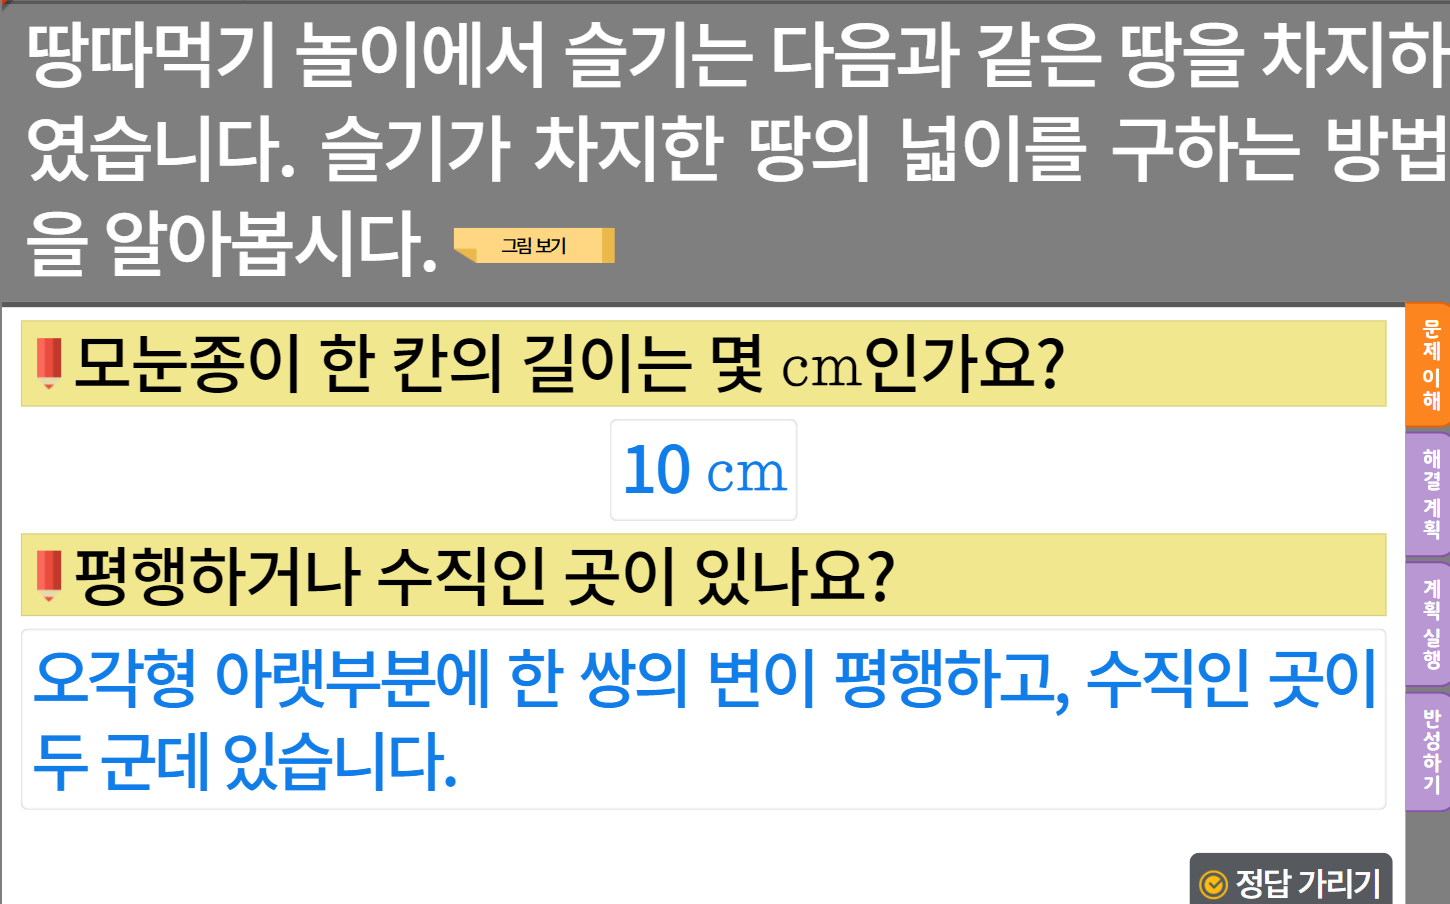 땅따먹기 놀이에서 슬기는 다음과 같은 땅을 차지하
였습니다. 슬기가 차지한 땅의 넓이를 구하는 방법
을 알아봅시다.
그림 보기
모눈종이 한 칸의 길이는 몇 cm인가요?
10 cm
평행하거나 수직인 곳이 있나요?
오각형 아랫부분에 한 쌍의 변이 평행하고, 수직인 곳이
두 군데 있습니다.
문제 이해
해결 계획
계획 실행
반성하기
정답 가리기